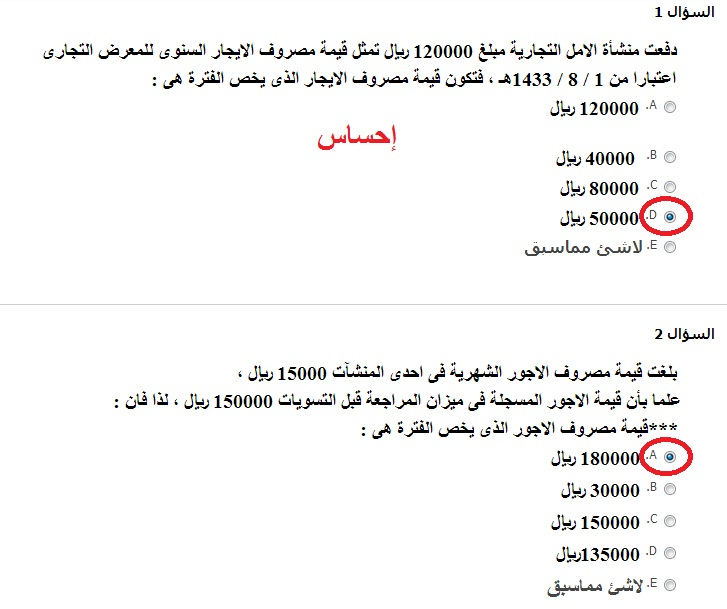 السؤال 1
دفعت منشأة الامل التجارية مبلغ 120000 ريال تمثل قيمة مصروف الايجار السنوى للمعرض التجارى
اعتبارا من 1 / 8 / 1433هـ ، فتكون قيمة مصروف الايجار الذى يخص الفترة هى :
A. 120000 ريال
إحساس
B. 40000 ريال
C. 80000 ريال
D. 50000 ريال
E. لاشئ مماسبق
السؤال 2
بلغت قيمة مصروف الاجور الشهرية فى احدى المنشآت 15000 ريال ،
علما بأن قيمة الاجور المسجلة فى ميزان المراجعة قبل التسويات 150000 ريال ، لذا فان :
***قيمة مصروف الاجور الذى يخص الفترة هى :
A. 180000 ريال
B. 30000 ريال
C. 150000 ريال
D. 135000ريال
E. لاشئ مماسبق